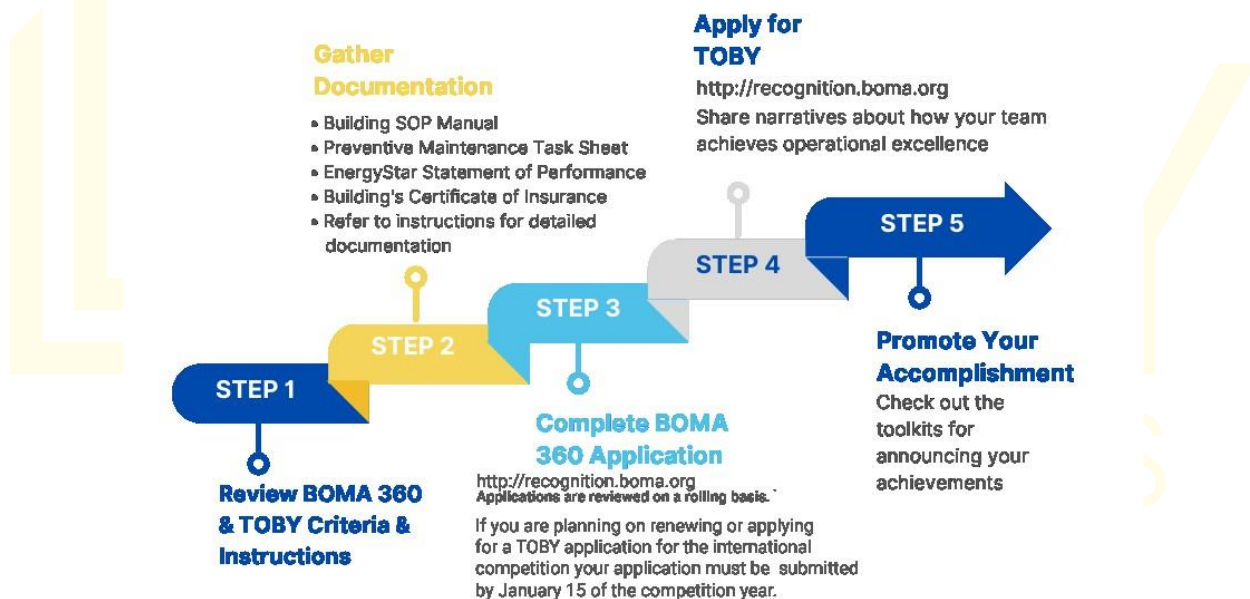 STEP 1
Review BOMA 360
& TOBY Criteria &
Instructions
STEP 2
Gather
Documentation
• Building SOP Manual
• Preventive Maintenance Task Sheet
• EnergyStar Statement of Performance
• Building's Certificate of Insurance
• Refer to instructions for detailed
documentation
STEP 3
Complete BOMA
360 Application
http://recognition.boma.org
Applications are reviewed on a rolling basis.`
If you are planning on renewing or applying
for a TOBY application for the international
competition your application must be submitted
by January 15 of the competition year.
STEP 4
Apply for
TOBY
http://recognition.boma.org
Share narratives about how your team
achieves operational excellence
STEP 5
Promote Your
Accomplishment
Check out the
toolkits for
announcing your
achievements